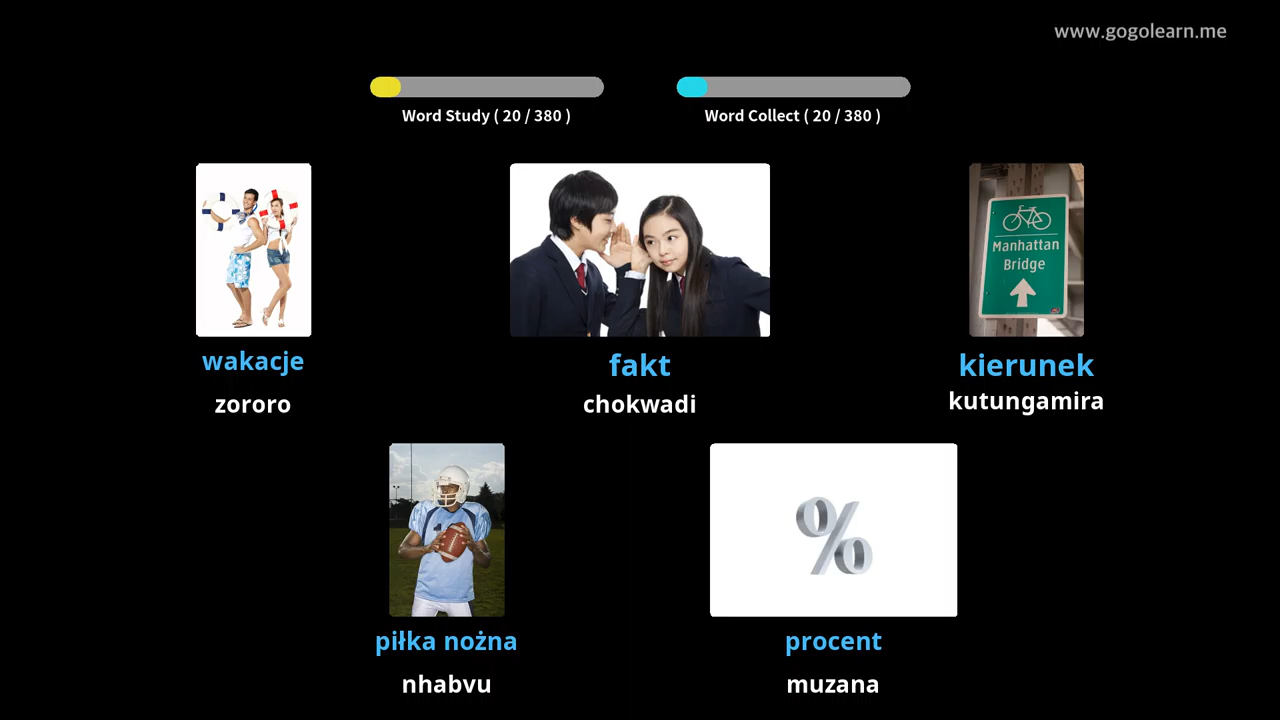 www.gogolearn.me
Word Study ( 20 / 380 )
Word Collect ( 20 / 380 )
Manhattan
Bridge
wakacje
fakt
kierunek
zororo
chokwadi
kutungamira
%
piłka nożna
procent
nhabvu
muzana